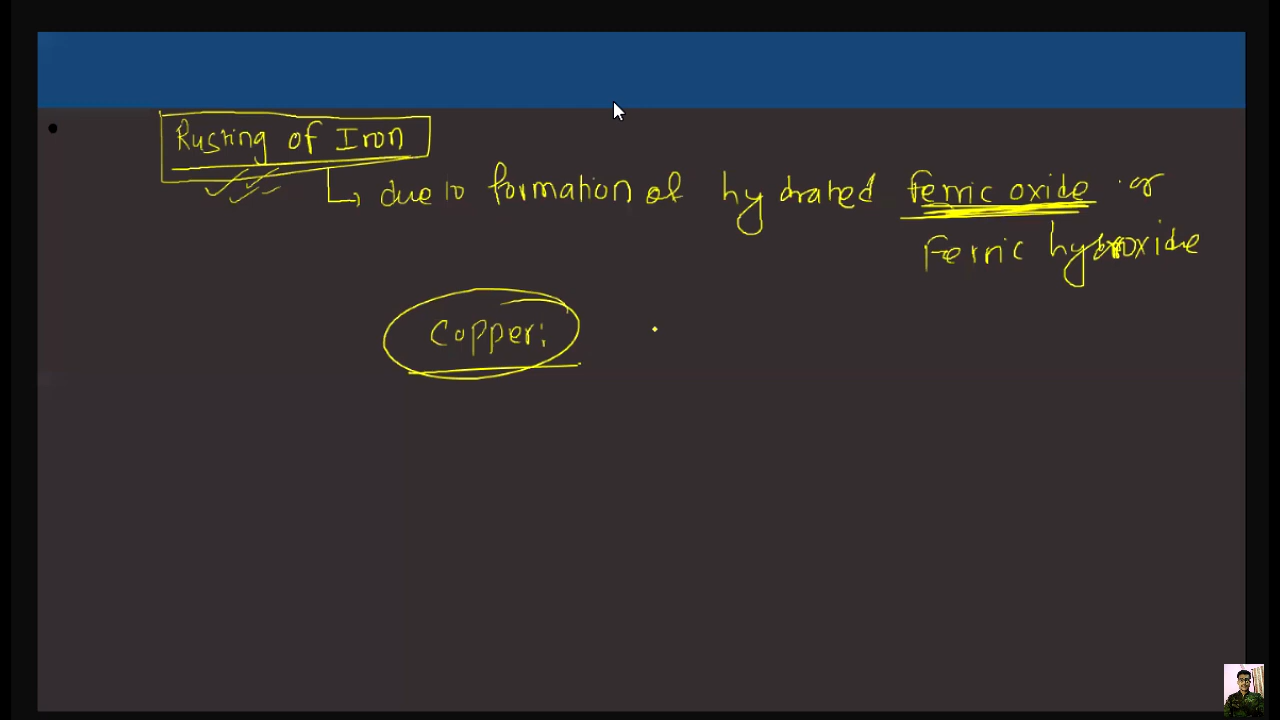 Rusting of Iron
due to formation of hydrated ferric oxide or
Ferric hydroxide
Copper: